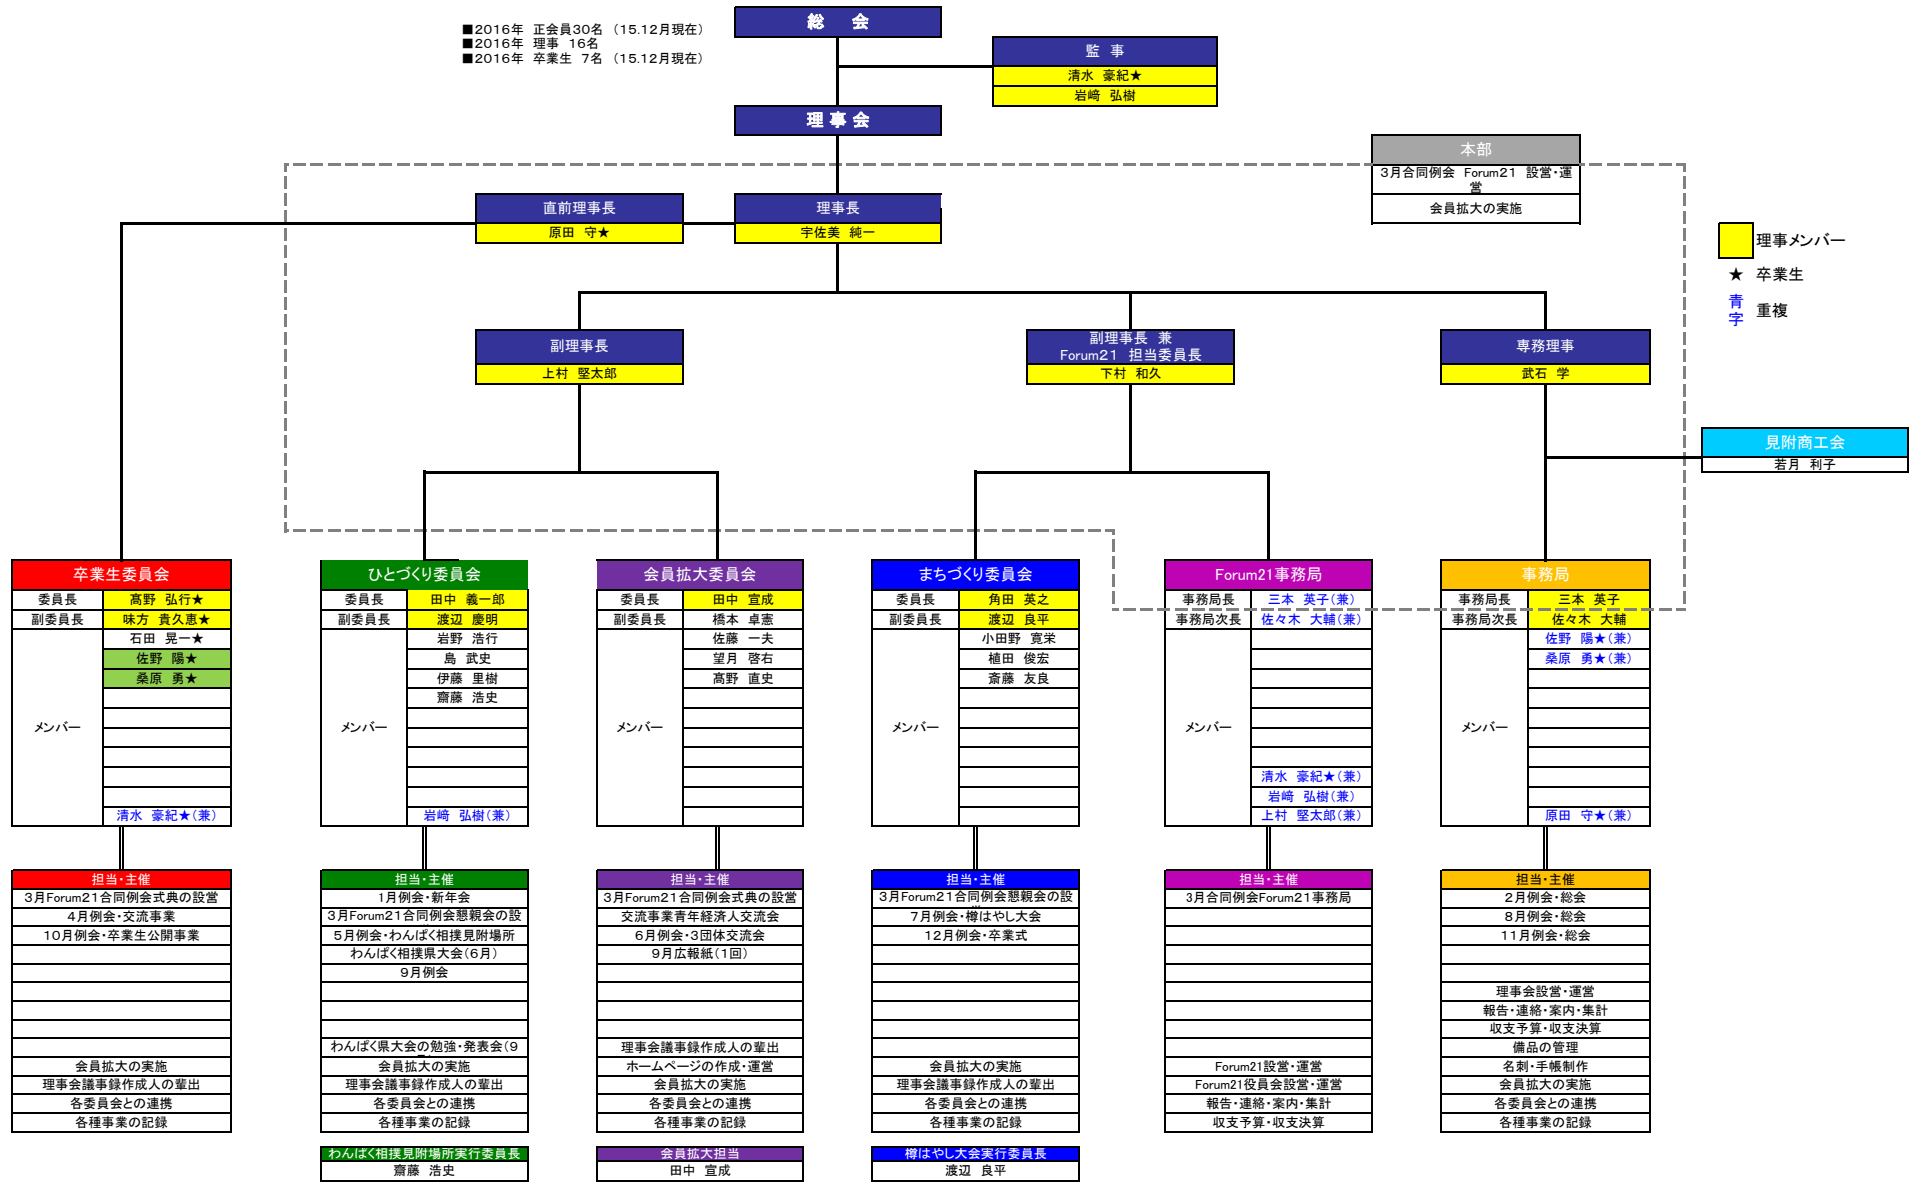 ■2016年 正会員30名 （15.12月現在）
■2016年 理事 16名
■2016年 卒業生 7名 （15.12月現在）
総 会
監 事
清水 豪紀★
岩﨑 弘樹
理 事 会
本部
3月合同例会 Forum21 設営・運
営
会員拡大の実施
直前理事長
原田 守★
理事長
宇佐美 純一
理事メンバー
★ 卒業生
青
字
重複
副理事長
上村 堅太郎
副理事長 兼
Forum21 担当委員長
下村 和久
専務理事
武石 学
見附商工会
若月 利子
卒業生委員会
委員長 髙野 弘行★
副委員長 味方 貴久恵★
石田 晃一★
佐野 陽★
桑原 勇★
メンバー
清水 豪紀★（兼）
ひとづくり委員会
委員長 田中 義一郎
副委員長 渡辺 慶明
岩野 浩行
島 武史
伊藤 里樹
齋藤 浩史
メンバー
岩﨑 弘樹（兼）
会員拡大委員会
委員長 田中 宣成
副委員長 橋本 卓憲
佐藤 一夫
望月 啓右
髙野 直史
メンバー
まちづくり委員会
委員長 角田 英之
副委員長 渡辺 良平
小田野 寛栄
植田 俊宏
斎藤 友良
メンバー
Forum21事務局
事務局長 三本 英子（兼）
事務局次長 佐々木 大輔（兼）
メンバー
清水 豪紀★（兼）
岩﨑 弘樹（兼）
上村 堅太郎（兼）
事務局
事務局長 三本 英子
事務局次長 佐々木 大輔
佐野 陽★（兼）
桑原 勇★（兼）
メンバー
原田 守★（兼）
担当・主催
3月Forum21合同例会式典の設営
4月例会・交流事業
10月例会・卒業生公開事業
会員拡大の実施
理事会議事録作成人の輩出
各委員会との連携
各種事業の記録
担当・主催
1月例会・新年会
3月Forum21合同例会懇親会の設
5月例会・わんぱく相撲見附場所
わんぱく相撲県大会（6月）
9月例会
わんぱく県大会の勉強・発表会（9
会員拡大の実施
理事会議事録作成人の輩出
各委員会との連携
各種事業の記録
わんぱく相撲見附場所実行委員長
齋藤 浩史
担当・主催
3月Forum21合同例会式典の設営
交流事業青年経済人交流会
6月例会・3団体交流会
9月広報紙（1回）
理事会議事録作成人の輩出
ホームページの作成・運営
会員拡大の実施
各委員会との連携
各種事業の記録
会員拡大担当
田中 宣成
担当・主催
3月Forum21合同例会懇親会の設
7月例会・樽はやし大会
12月例会・卒業式
会員拡大の実施
理事会議事録作成人の輩出
各委員会との連携
各種事業の記録
樽はやし大会実行委員長
渡辺 良平
担当・主催
3月合同例会Forum21事務局
Forum21設営・運営
Forum21役員会設営・運営
報告・連絡・案内・集計
収支予算・収支決算
担当・主催
2月例会・総会
8月例会・総会
11月例会・総会
理事会設営・運営
報告・連絡・案内・集計
収支予算・収支決算
備品の管理
名刺・手帳制作
会員拡大の実施
各委員会との連携
各種事業の記録